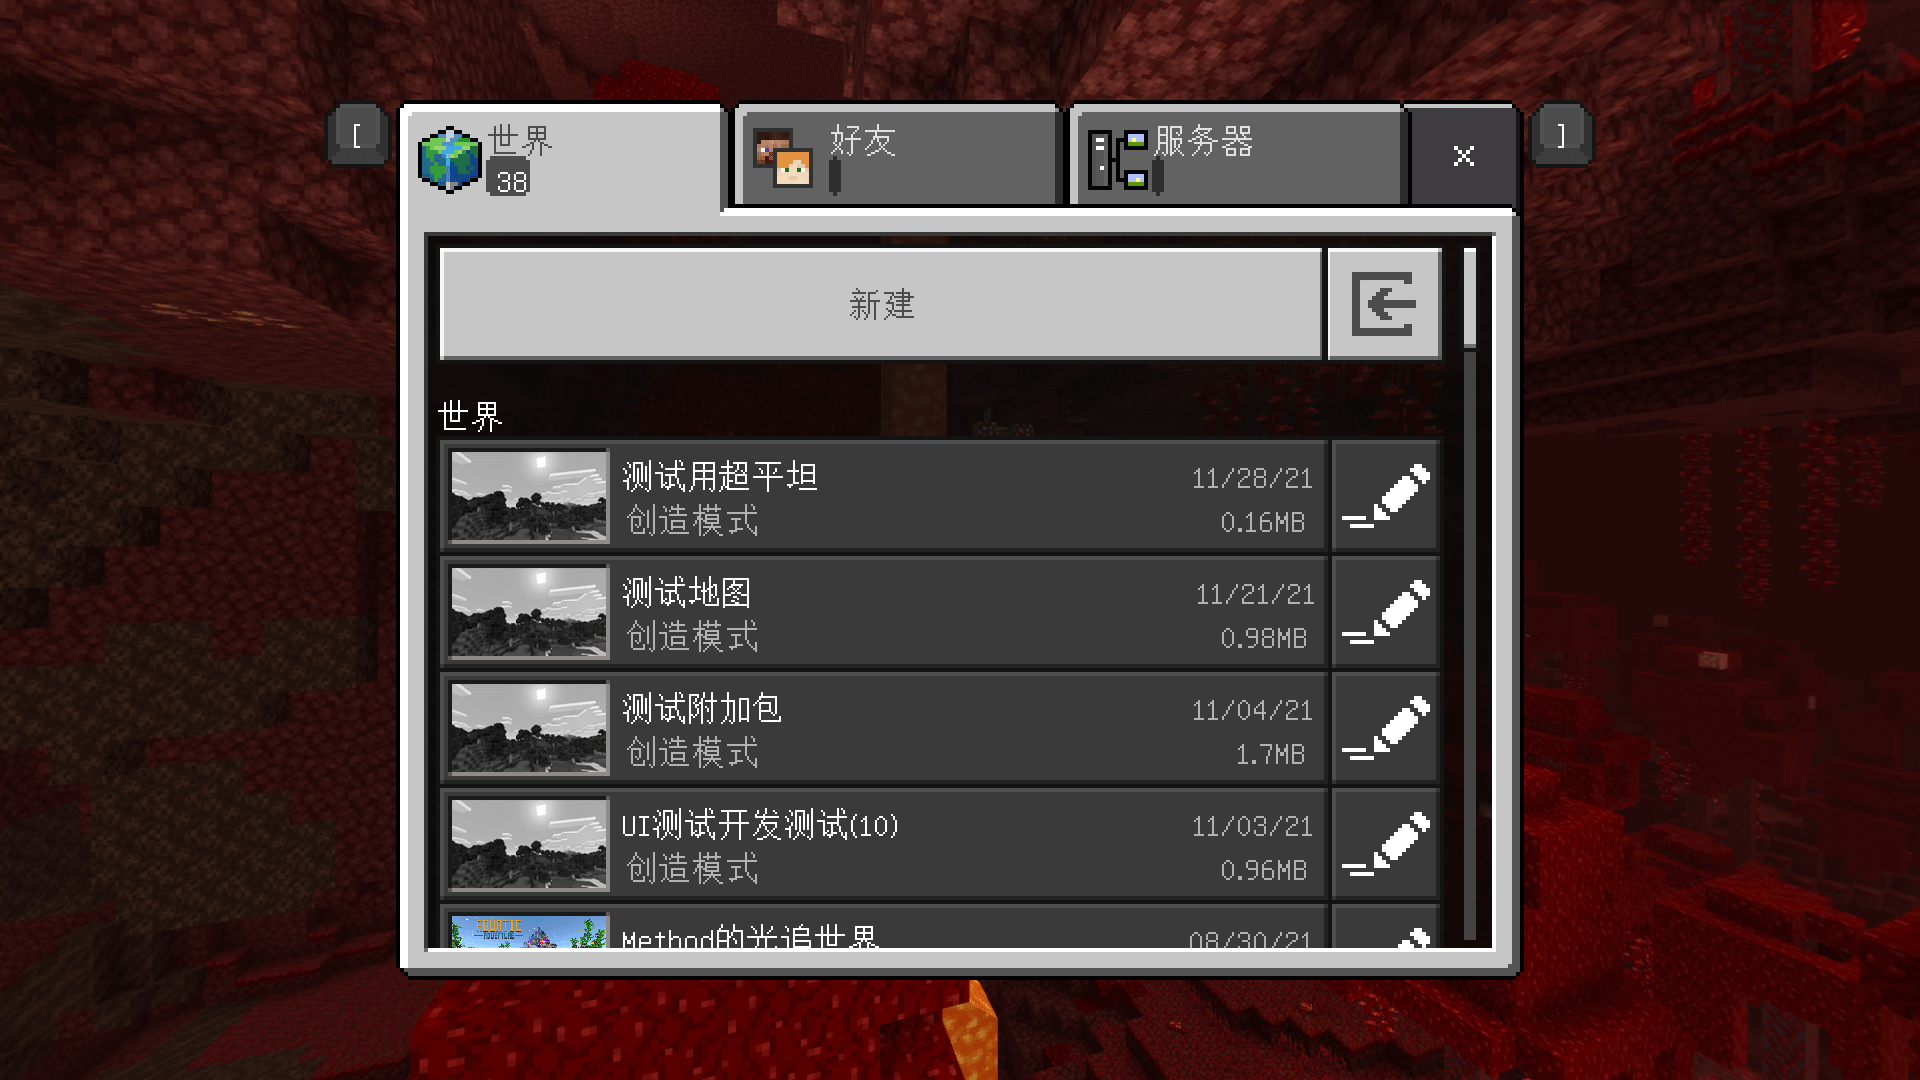 [
世界
38
好友
服务器
]
新建
世界
测试用超平坦
11/28/21
创造模式
0.16MB
测试地图
11/21/21
创造模式
0.98MB
测试附加包
11/04/21
创造模式
1.7MB
UI测试开发测试(10)
11/03/21
创造模式
0.96MB
AQUATIC
ADVENTURE
Method的光追世界
08/30/21